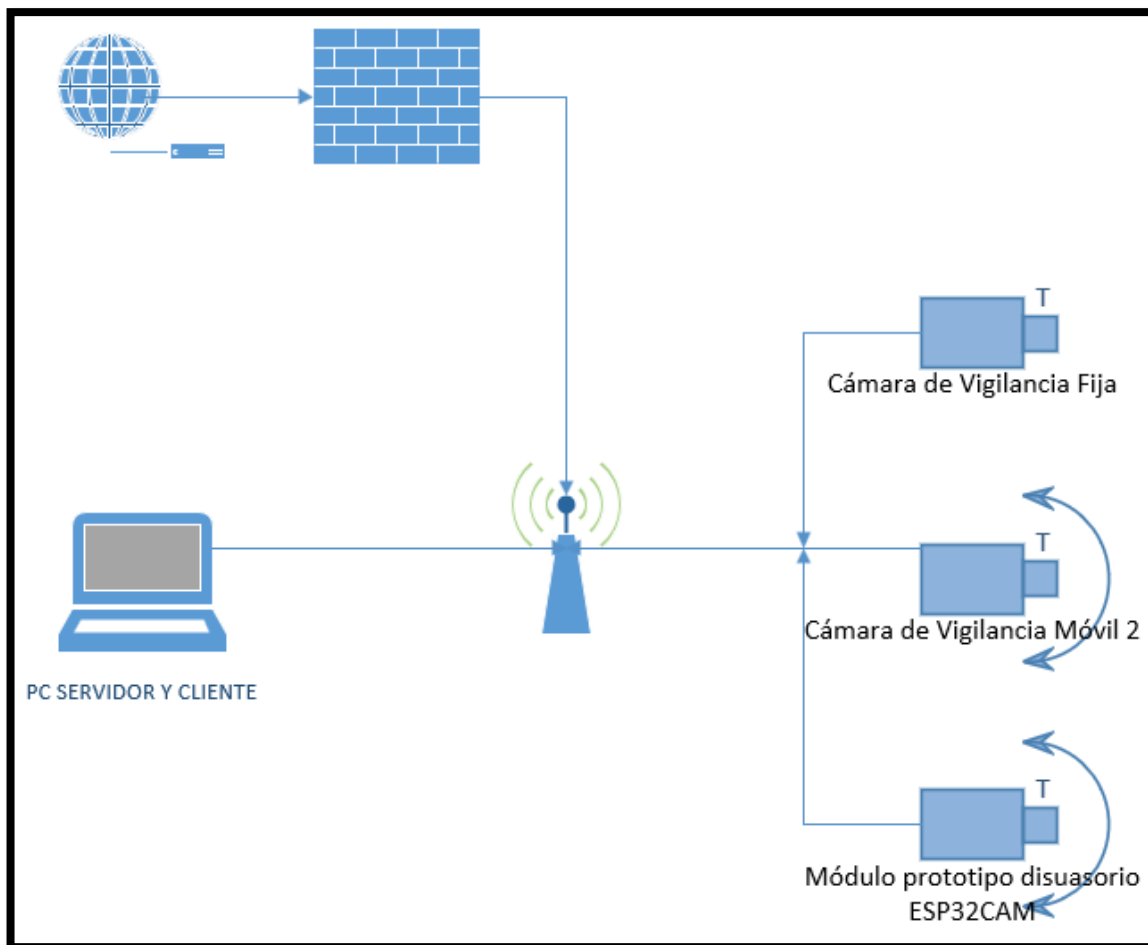 T
Cámara de Vigilancia Fija
T
Cámara de Vigilancia Móvil 2
PC SERVIDOR Y CLIENTE
T
Módulo prototipo disuasorio
ESP32CAM